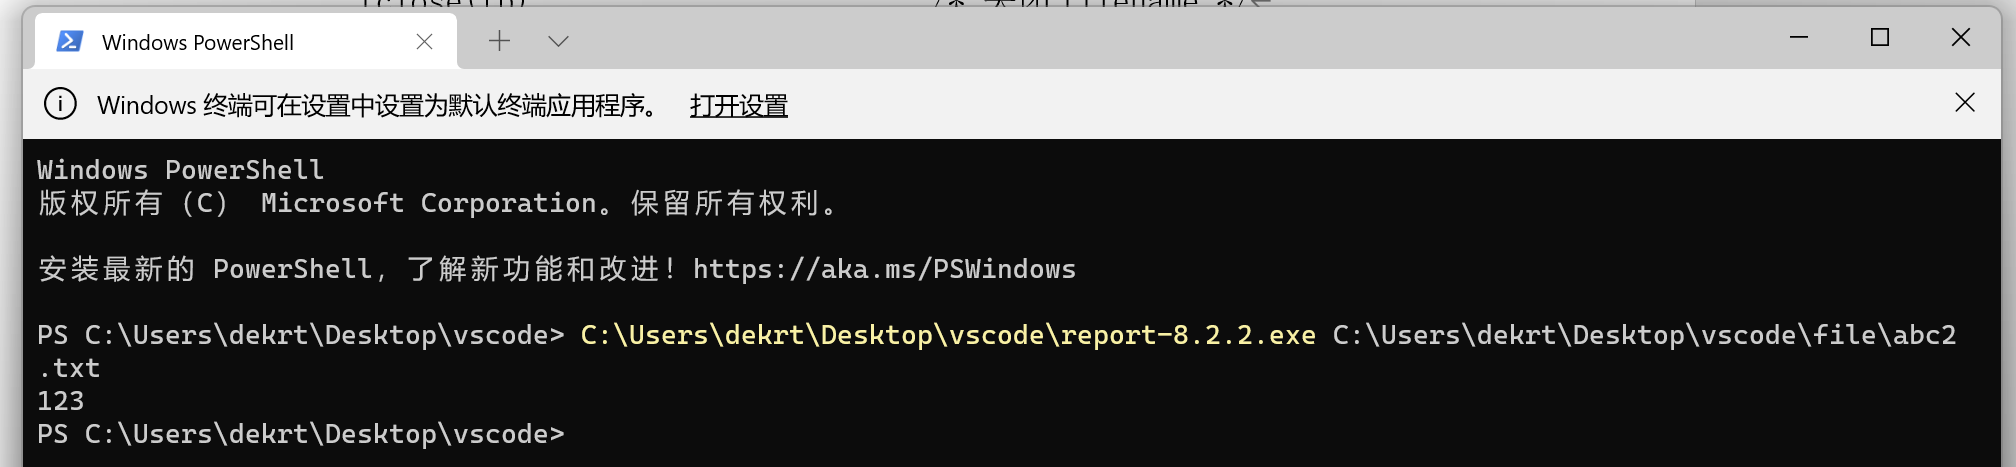 Windows PowerShell
Windows 终端可在设置中设置为默认终端应用程序。 打开设置
Windows PowerShell
版权所有 (C) Microsoft Corporation。保留所有权利。
安装最新的 PowerShell，了解新功能和改进！https://aka.ms/PSWindows
PS C:\Users\dekrt\Desktop\vscode> C:\Users\dekrt\Desktop\vscode\report-8.2.2.exe C:\Users\dekrt\Desktop\vscode\file\abc2
.txt
123
PS C:\Users\dekrt\Desktop\vscode>